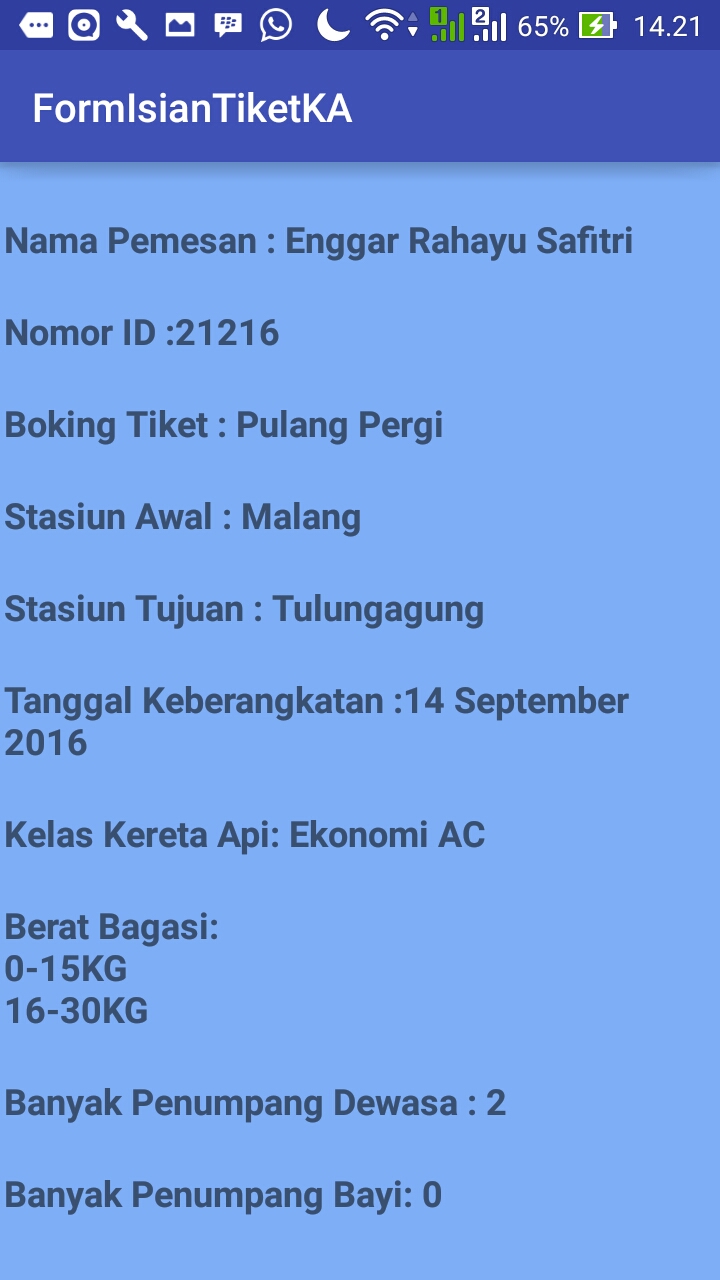 1 2 65% 14.21
FormIsianTiketKA
Nama Pemesan : Enggar Rahayu Safitri
Nomor ID :21216
Boking Tiket : Pulang Pergi
Stasiun Awal : Malang
Stasiun Tujuan : Tulungagung
Tanggal Keberangkatan :14 September
2016
Kelas Kereta Api: Ekonomi AC
Berat Bagasi:
0-15KG
16-30KG
Banyak Penumpang Dewasa : 2
Banyak Penumpang Bayi: 0